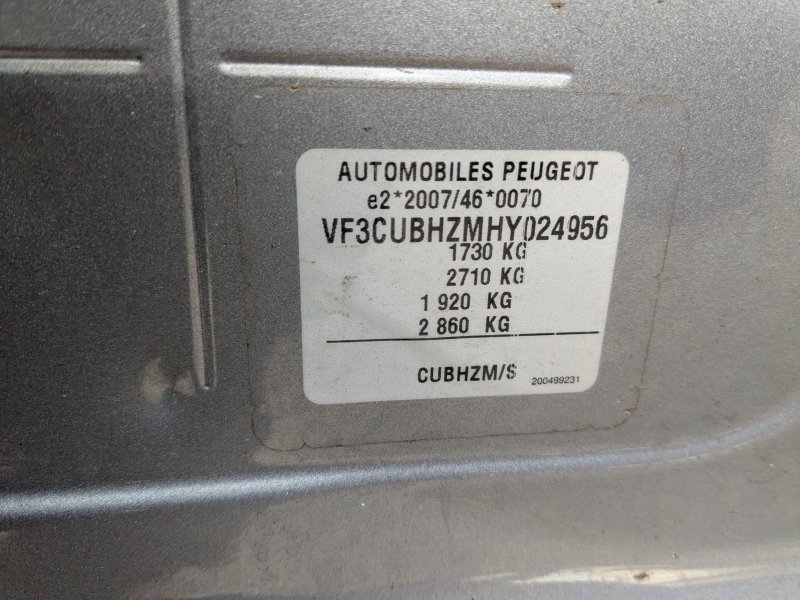 AUTOMOBILES PEUGEOT
e2*2007/46*0070
VF3CUBHZMHY024956
1730 KG
2710 KG
1 920 KG
2 860 KG
CUBHZM/S
200499231